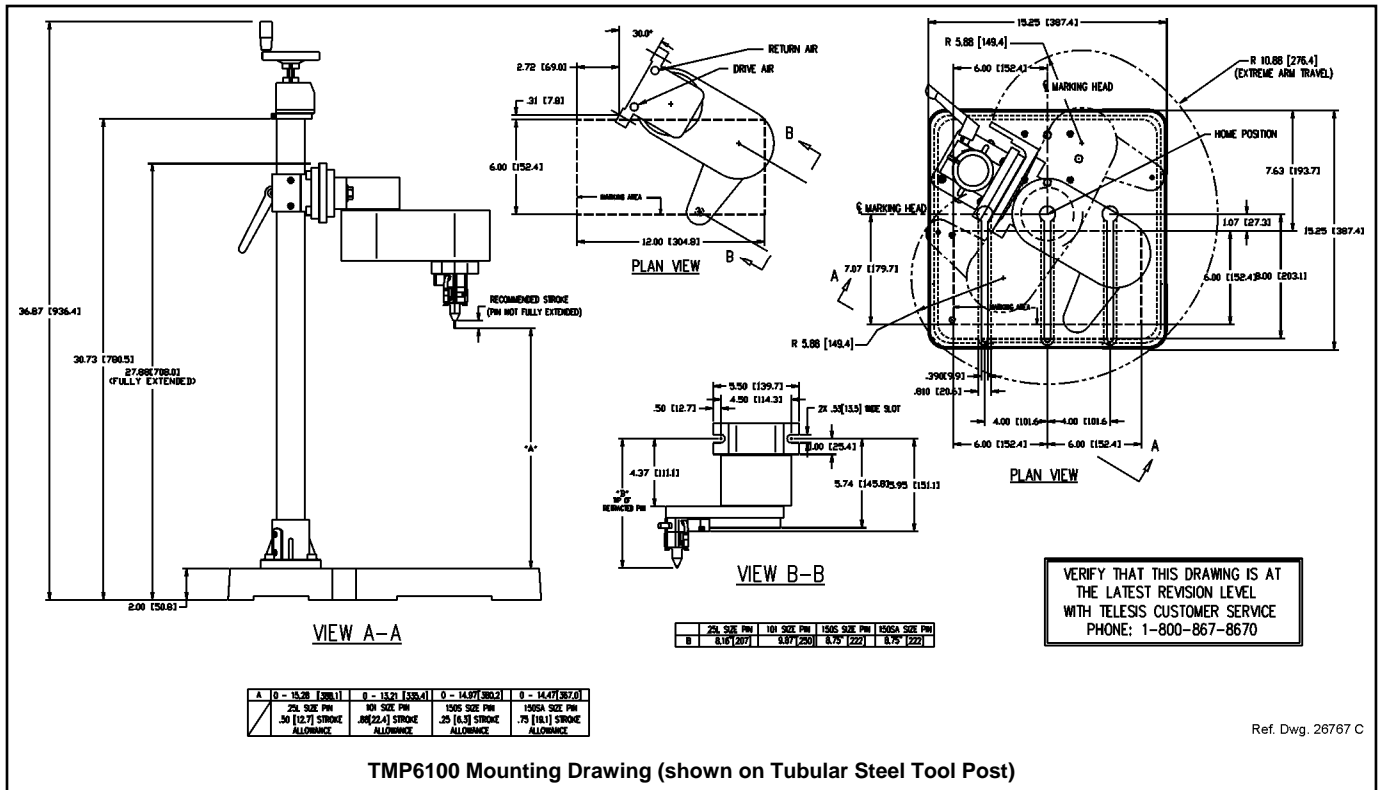 36.87 [936.4]
30.73 [780.5]
27.88[708.0]
(FULLY EXTENDED)
2.00 [50.8]
RECOMMENDED STROKE
(PIN NOT FULLY EXTENDED)
"A"
VIEW A-A
30.0°
2.72 [69.0]
.31 [7.8]
6.00 [152.4]
RETURN AIR
DRIVE AIR
B
MARKING AREA
12.00 [304.8]
B
PLAN VIEW
15.25 [387.4]
R 5.88 [149.4]
6.00 [152.4]
MARKING HEAD
R 10.88 [276.4]
(EXTREME ARM TRAVEL)
HOME POSITION
7.63 [193.7]
MARKING HEAD
1.07 [27.3]
15.25 [387.4]
7.07 [179.7]
A
6.00 [152.4]
8.00 [203.1]
MARKING AREA
R 5.88 [149.4]
.390[9.9]
.810 [20.6]
4.00 [101.6
4.00 [101.6
6.00 [152.4]
6.00 [152.4]
A
PLAN VIEW
5.50 [139.7]
4.50 [114.3]
.50 [12.7]
2X .53[13.5] WIDE SLOT
1.00 [25.4]
4.37 [111.1]
5.74 [145.8]
5.95 [151.1]
"B"
TIP OF
RETRACTED PIN
VIEW B-B
25L SIZE PIN 101 SIZE PIN 150S SIZE PIN 150SA SIZE PIN
B 8.16"[207] 9.87"[250] 8.75" [222] 8.75" [222]
VERIFY THAT THIS DRAWING IS AT
THE LATEST REVISION LEVEL
WITH TELESIS CUSTOMER SERVICE
PHONE: 1-800-867-8670
A 0 - 15.28 [388.1] 0 - 13.21 [335.4] 0 - 14.97[380.2] 0 - 14.47[367.0]
25L SIZE PIN 101 SIZE PIN 150S SIZE PIN 150SA SIZE PIN
.50 [12.7] STROKE .88[22.4] STROKE .25 [6.3] STROKE .75 [19.1] STROKE
ALLOWANCE ALLOWANCE ALLOWANCE ALLOWANCE
Ref. Dwg. 26767 C
TMP6100 Mounting Drawing (shown on Tubular Steel Tool Post)